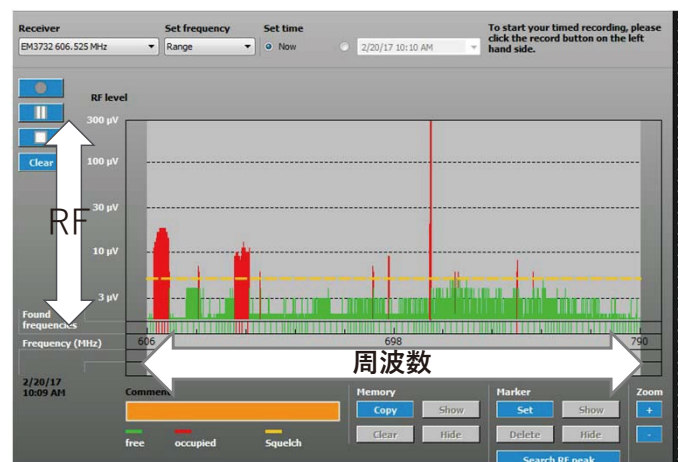 Receiver
Set frequency
Set time
To start your timed recording, please
click the record button on the left
hand side.
EM3732 606.525 MHz
Range
Now
2/20/17 10:10 AM
RF level
Clear
300 µV
100 µV
30 µV
10 µV
3 µV
RF
Found
frequencies
Frequency (MHz)
606
698
790
周波数
2/20/17
10:09 AM
Comment
free
occupied
Squelch
Memory
Copy
Show
Clear
Hide
Marker
Set
Show
Delete
Hide
Search RF peak
Zoom
+
-